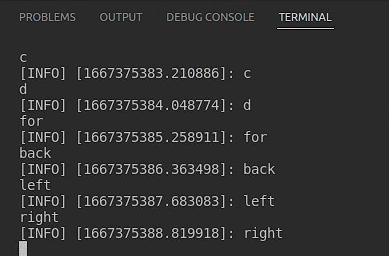 PROBLEMS OUTPUT DEBUG CONSOLE TERMINAL
c
[INFO] [1667375383.210886]: c
d
[INFO] [1667375384.048774]: d
for
[INFO] [1667375385.258911]: for
back
[INFO] [1667375386.363498]: back
left
[INFO] [1667375387.683083]: left
right
[INFO] [1667375388.819918]: right